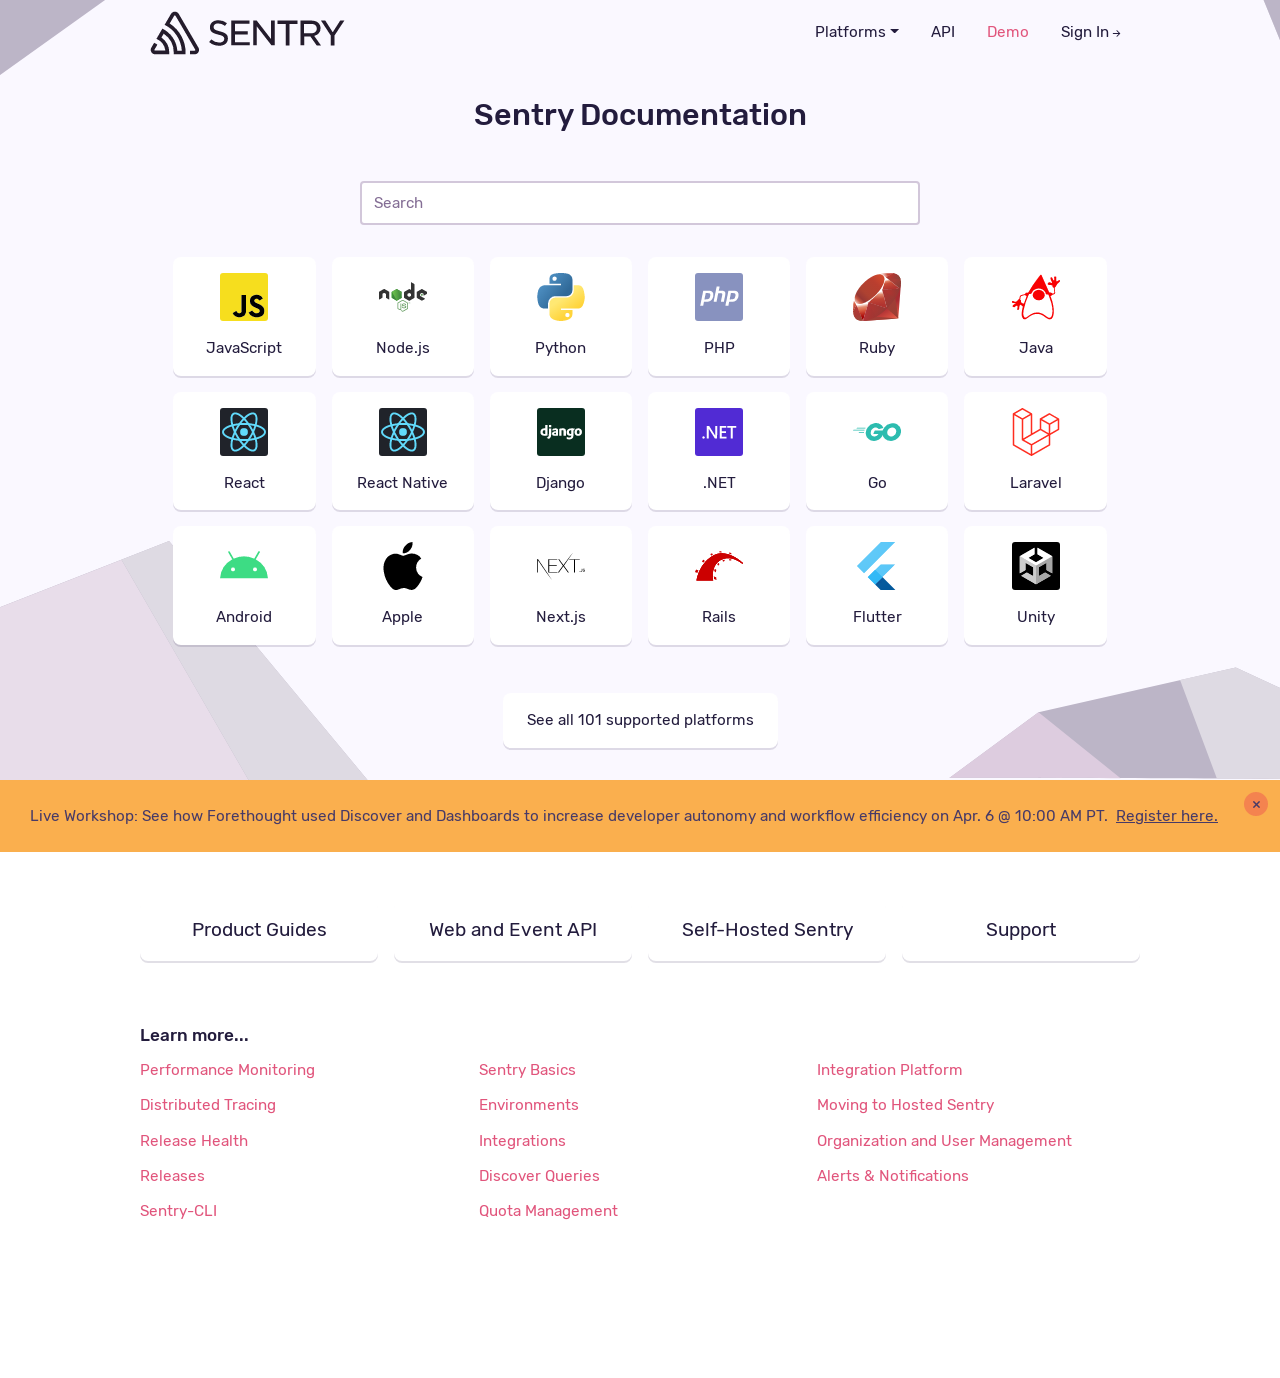 SENTRY
Platforms API Demo Sign In →
Sentry Documentation
Search
JS node JS php
JavaScript Node.js Python PHP Ruby Java
django .NET GO
React React Native Django .NET Go Laravel
NEXT.js
Android Apple Next.js Rails Flutter Unity
See all 101 supported platforms
Live Workshop: See how Forethought used Discover and Dashboards to increase developer autonomy and workflow efficiency on Apr. 6 @ 10:00 AM PT. Register here. ×
Product Guides Web and Event API Self-Hosted Sentry Support
Learn more...
Performance Monitoring Sentry Basics Integration Platform
Distributed Tracing Environments Moving to Hosted Sentry
Release Health Integrations Organization and User Management
Releases Discover Queries Alerts & Notifications
Sentry-CLI Quota Management